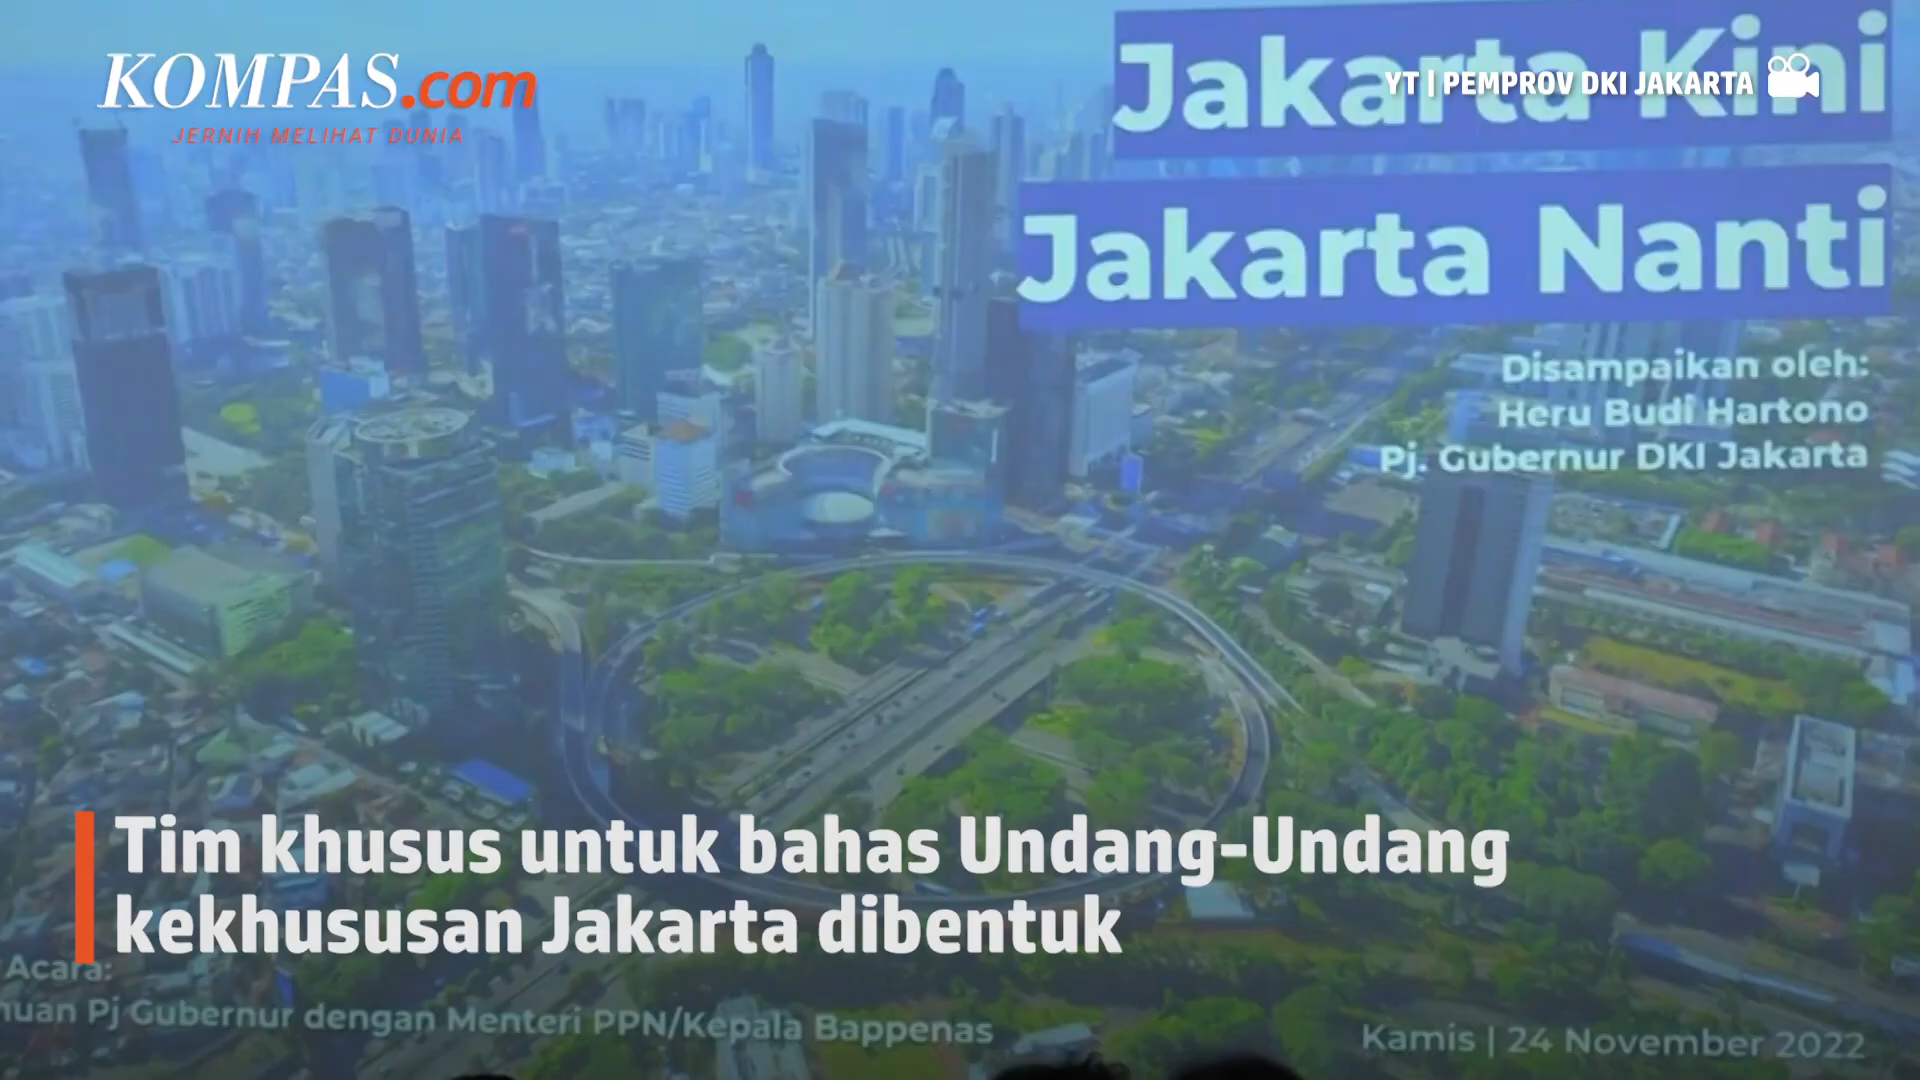 KOMPAS.com
JERNIH MELIHAT DUNIA
YT | PEMPROV DKI JAKARTA
Jakarta Kini
Jakarta Nanti
Disampaikan oleh:
Heru Budi Hartono
Pj. Gubernur DKI Jakarta
Tim khusus untuk bahas Undang-Undang
kekhususan Jakarta dibentuk
Acara:
Pj Gubernur dengan Menteri PPN/Kepala Bappenas
Kamis | 24 November 2022